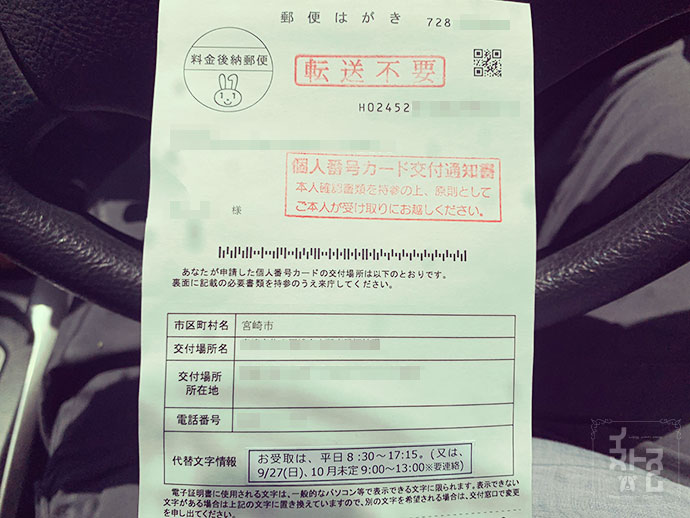 郵便はがき 728
料金後納郵便
転送不要
H02452
個人番号カード交付通知書
本人確認書類を持参の上、原則として
ご本人が受け取りにお越しください。
様
あなたが申請した個人番号カードの交付場所は以下のとおりです。
裏面に記載の必要書類を持参のうえ来庁してください。
市区町村名 宮崎市
交付場所名
交付場所
所在地
電話番号
代替文字情報
お受取は、平日8:30~17:15。(又は、
9/27(日)、10月未定9:00~13:00※要連絡)
電子証明書に使用される文字は、一般的なパソコン等で表示できる文字に限られます。表示できない
文字がある場合は上記の文字に置き換えていますので、別の文字を希望される場合は、交付窓口で変更
を申し出てください。